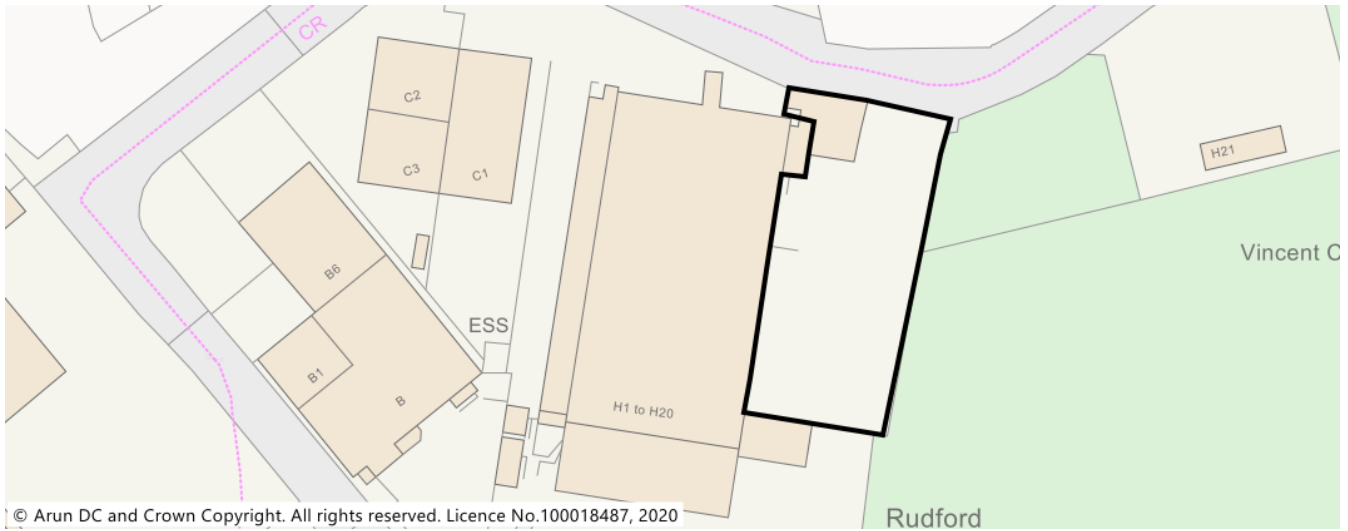 CR
C2
C3
C1
H21
Vincent C
B6
ESS
B1
B
H1 to H20
© Arun DC and Crown Copyright. All rights reserved. Licence No.100018487, 2020
Rudford